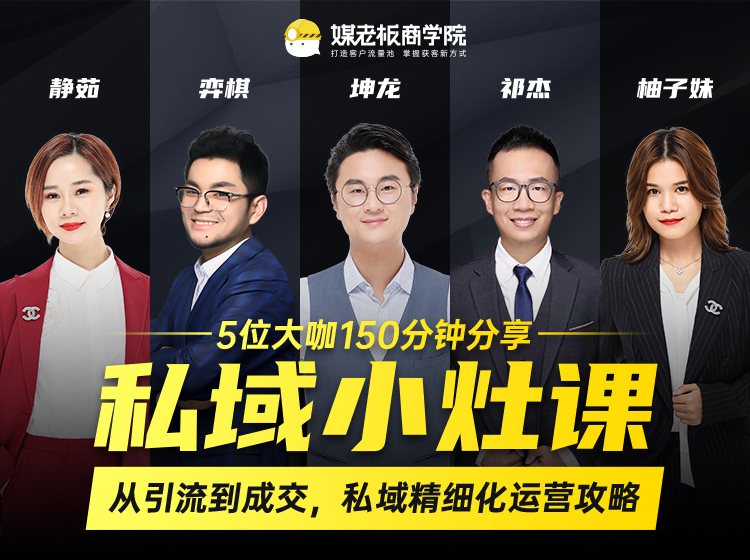 媒老板商学院
打造客户流量池 掌握获客新方式
静茹
弈棋
坤龙
祁杰
柚子妹
5位大咖150分钟分享
私域小灶课
从引流到成交，私域精细化运营攻略